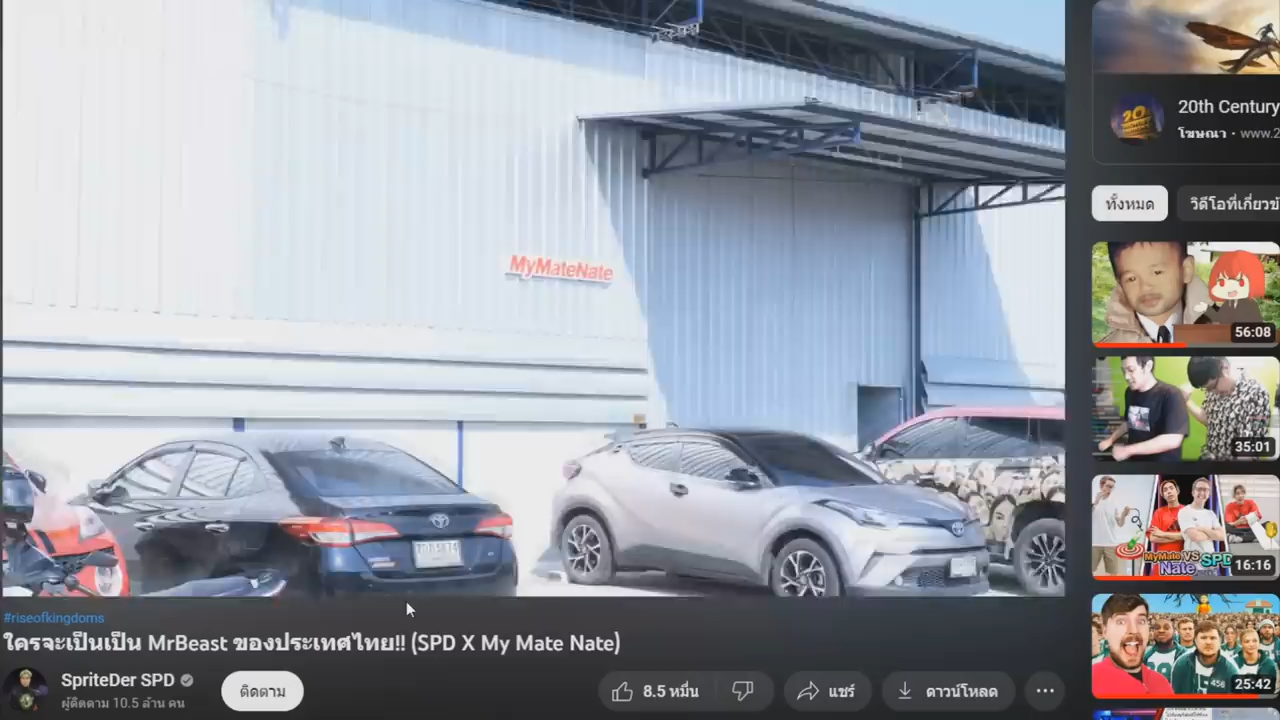 MyMateNate
#riseofkingdoms
ใครจะเป็นเป็น MrBeast ของประเทศไทย!! (SPD X My Mate Nate)
SpriteDer SPD
ผู้ติดตาม 10.5 ล้าน คน
ติดตาม
8.5 หมื่น
แชร์
ดาวน์โหลด
20th Century
โฆษณา · www.2
ทั้งหมด
วิดีโอที่เกี่ยวข้
56:08
35:01
MyMate VS SPD
Nate
16:16
456
25:42